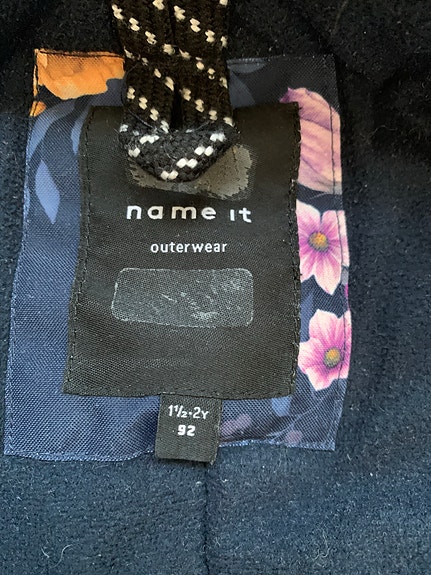 name it
outerwear
1½-2Y
92